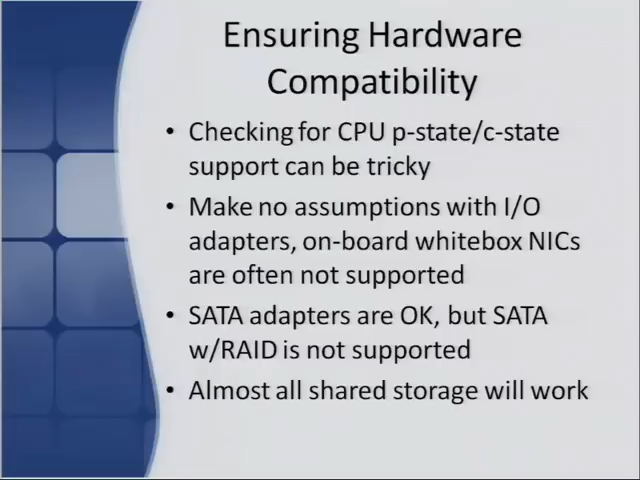 Ensuring Hardware
Compatibility
• Checking for CPU p-state/c-state
support can be tricky
• Make no assumptions with I/O
adapters, on-board whitebox NICs
are often not supported
• SATA adapters are OK, but SATA
w/RAID is not supported
• Almost all shared storage will work